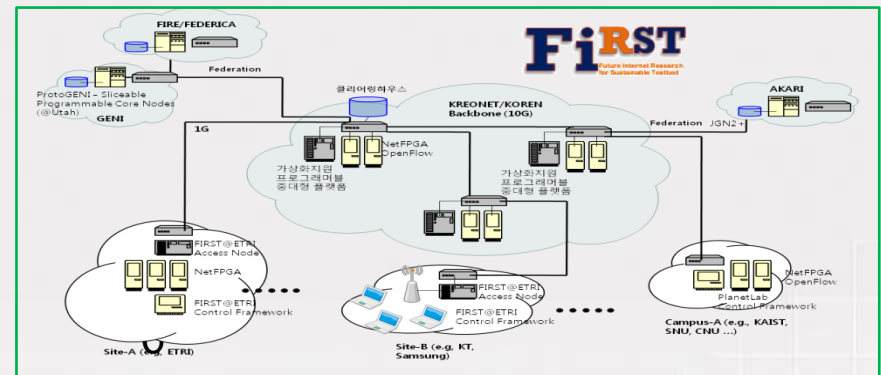 FIRE/FEDERICA
FiRST
Future Internet Research
for Sustainable Testbed
Federation
ProtoGENI – Sliceable
Programmable Core Nodes
(@Utah)
GENI
클리어링하우스
KREONET/KOREN
Backbone (10G)
AKARI
1G
Federation JGN2+
NetFPGA
OpenFlow
가상화지원
프로그래머블
중대형 플랫폼
가상화지원
프로그래머블
중대형 플랫폼
FIRST@ETRI
Access Node
NetFPGA
FIRST@ETRI
Control Framework
Site-A (e.g, ETRI)
FIRST@ETRI
Access Node
FIRST@ETRI
Control Framework
Site-B (e.g, KT,
Samsung)
NetFPGA
OpenFlow
PlanetLab
Control Framework
Campus-A (e.g., KAIST,
SNU, CNU ...)